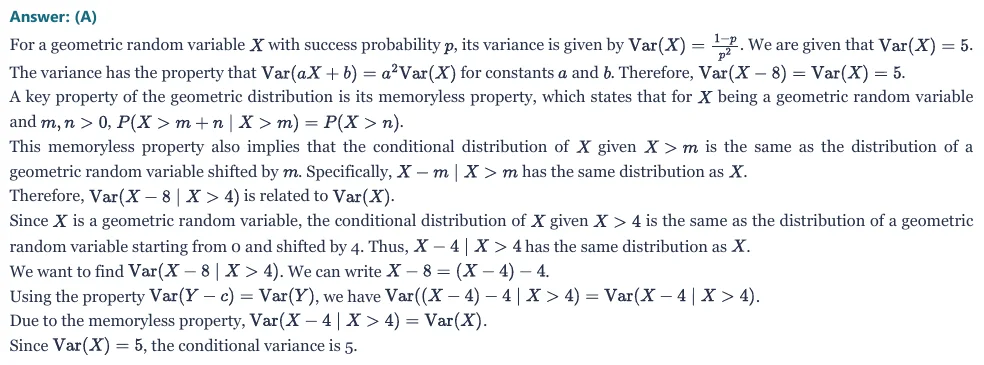 Answer: (A)
For a geometric random variable X with success probability p, its variance is given by Var(X) = (1−p)/p². We are given that Var(X) = 5.
The variance has the property that Var(aX + b) = a²Var(X) for constants a and b. Therefore, Var(X − 8) = Var(X) = 5.
A key property of the geometric distribution is its memoryless property, which states that for X being a geometric random variable
and m, n > 0, P(X > m + n | X > m) = P(X > n).
This memoryless property also implies that the conditional distribution of X given X > m is the same as the distribution of a
geometric random variable shifted by m. Specifically, X − m | X > m has the same distribution as X.
Therefore, Var(X − 8 | X > 4) is related to Var(X).
Since X is a geometric random variable, the conditional distribution of X given X > 4 is the same as the distribution of a geometric
random variable starting from 0 and shifted by 4. Thus, X − 4 | X > 4 has the same distribution as X.
We want to find Var(X − 8 | X > 4). We can write X − 8 = (X − 4) − 4.
Using the property Var(Y − c) = Var(Y), we have Var((X − 4) − 4 | X > 4) = Var(X − 4 | X > 4).
Due to the memoryless property, Var(X − 4 | X > 4) = Var(X).
Since Var(X) = 5, the conditional variance is 5.